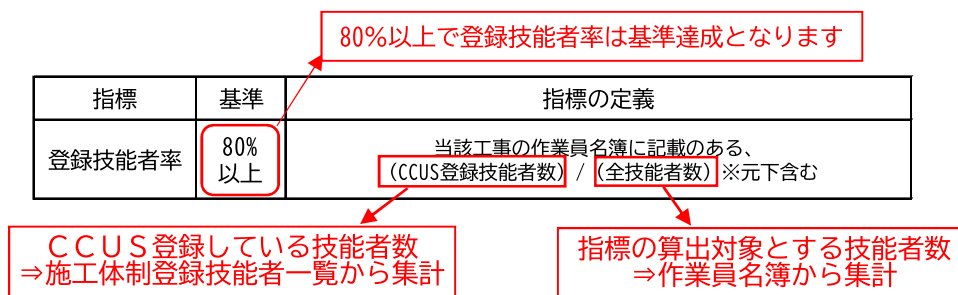 80%以上で登録技能者率は基準達成となります
指標
基準
指標の定義
登録技能者率
80%
以上
当該工事の作業員名簿に記載のある、
（CCUS登録技能者数）/（全技能者数）※元下含む
ＣＣＵＳ登録している技能者数
⇒施工体制登録技能者一覧から集計
指標の算出対象とする技能者数
⇒作業員名簿から集計